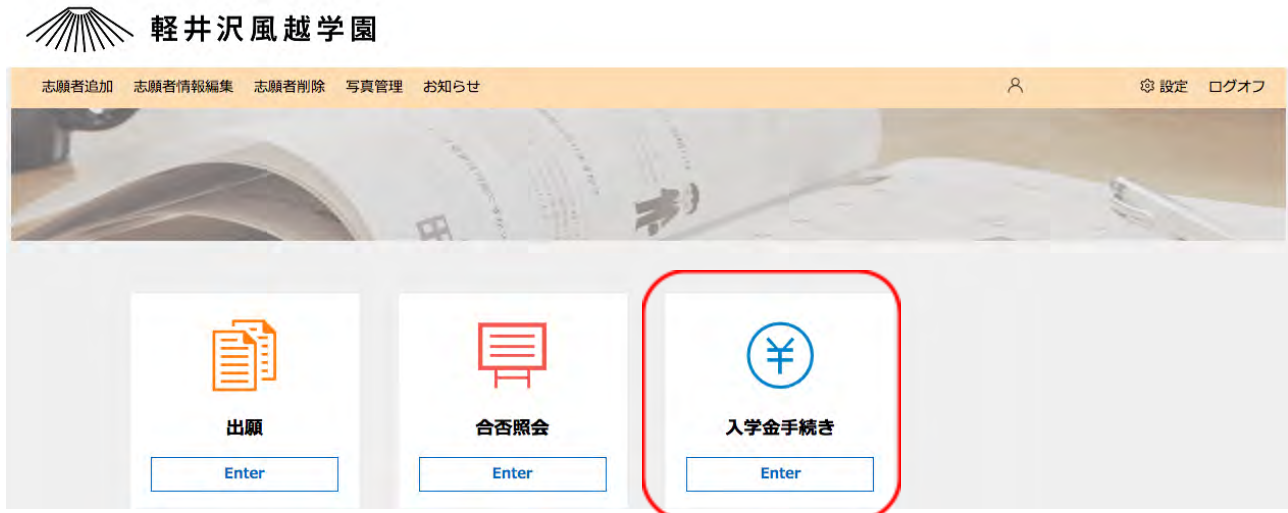 軽井沢風越学園
志願者追加 志願者情報編集 志願者削除 写真管理 お知らせ 設定 ログオフ
出願 合否照会 入学金手続き
Enter Enter Enter